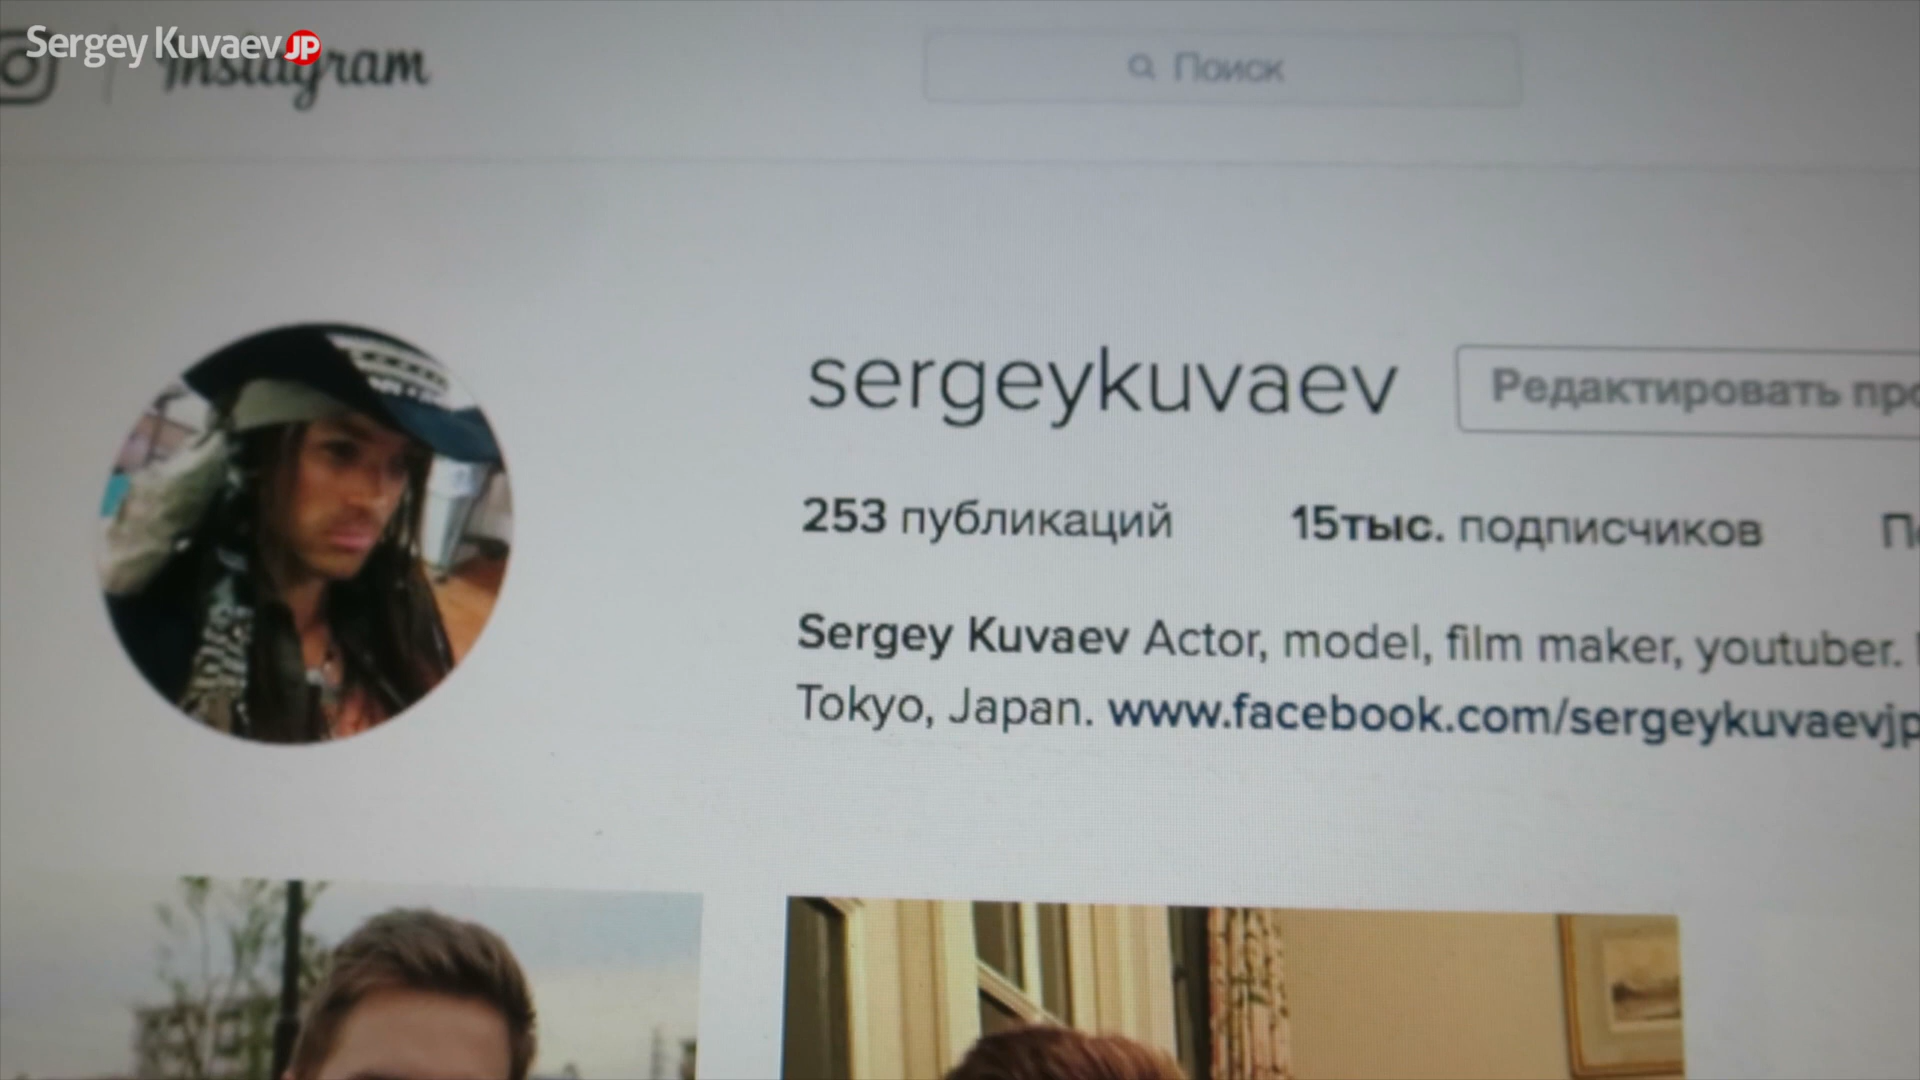 Sergey Kuvaev JP
Instagram
Поиск
sergeykuvaev
Редактировать про
253 публикаций
15тыс. подписчиков
Sergey Kuvaev Actor, model, film maker, youtuber.
Tokyo, Japan. www.facebook.com/sergeykuvaevjp